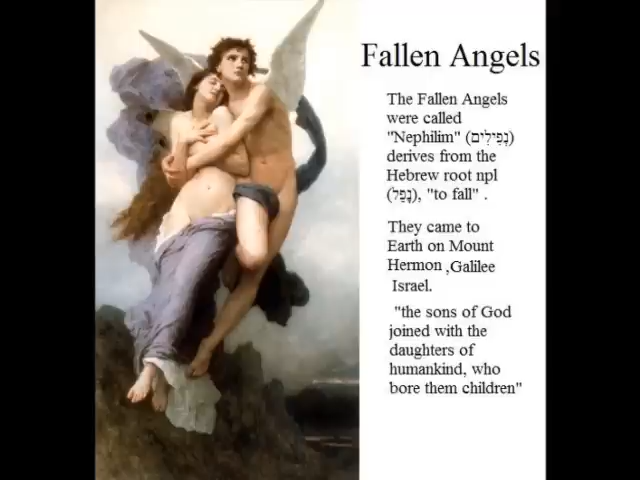 Fallen Angels
The Fallen Angels
were called
"Nephilim" (נְפִילִים)
derives from the
Hebrew root npl
(נָפַל), "to fall" .
They came to
Earth on Mount
Hermon ,Galilee
Israel.
"the sons of God
joined with the
daughters of
humankind, who
bore them children"